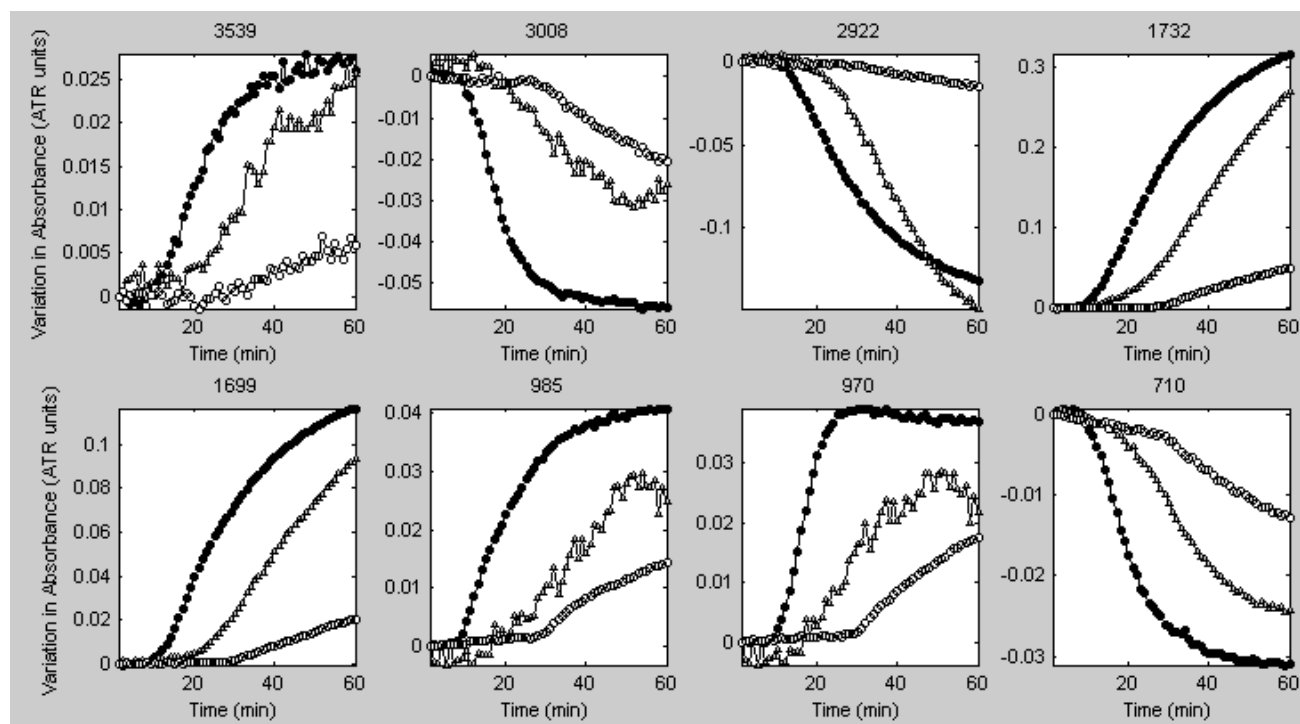 3539 3008 2922 1732
Variation in Absorbance (ATR units)
0.025
0.02
0.015
0.01
0.005
0
20 40 60
Time (min)
0
-0.01
-0.02
-0.03
-0.04
-0.05
20 40 60
Time (min)
0
-0.05
-0.1
20 40 60
Time (min)
0.3
0.2
0.1
0
20 40 60
Time (min)
1699 985 970 710
Variation in Absorbance (ATR units)
0.1
0.08
0.06
0.04
0.02
0
20 40 60
Time (min)
0.04
0.03
0.02
0.01
0
20 40 60
Time (min)
0.03
0.02
0.01
0
20 40 60
Time (min)
0
-0.01
-0.02
-0.03
20 40 60
Time (min)